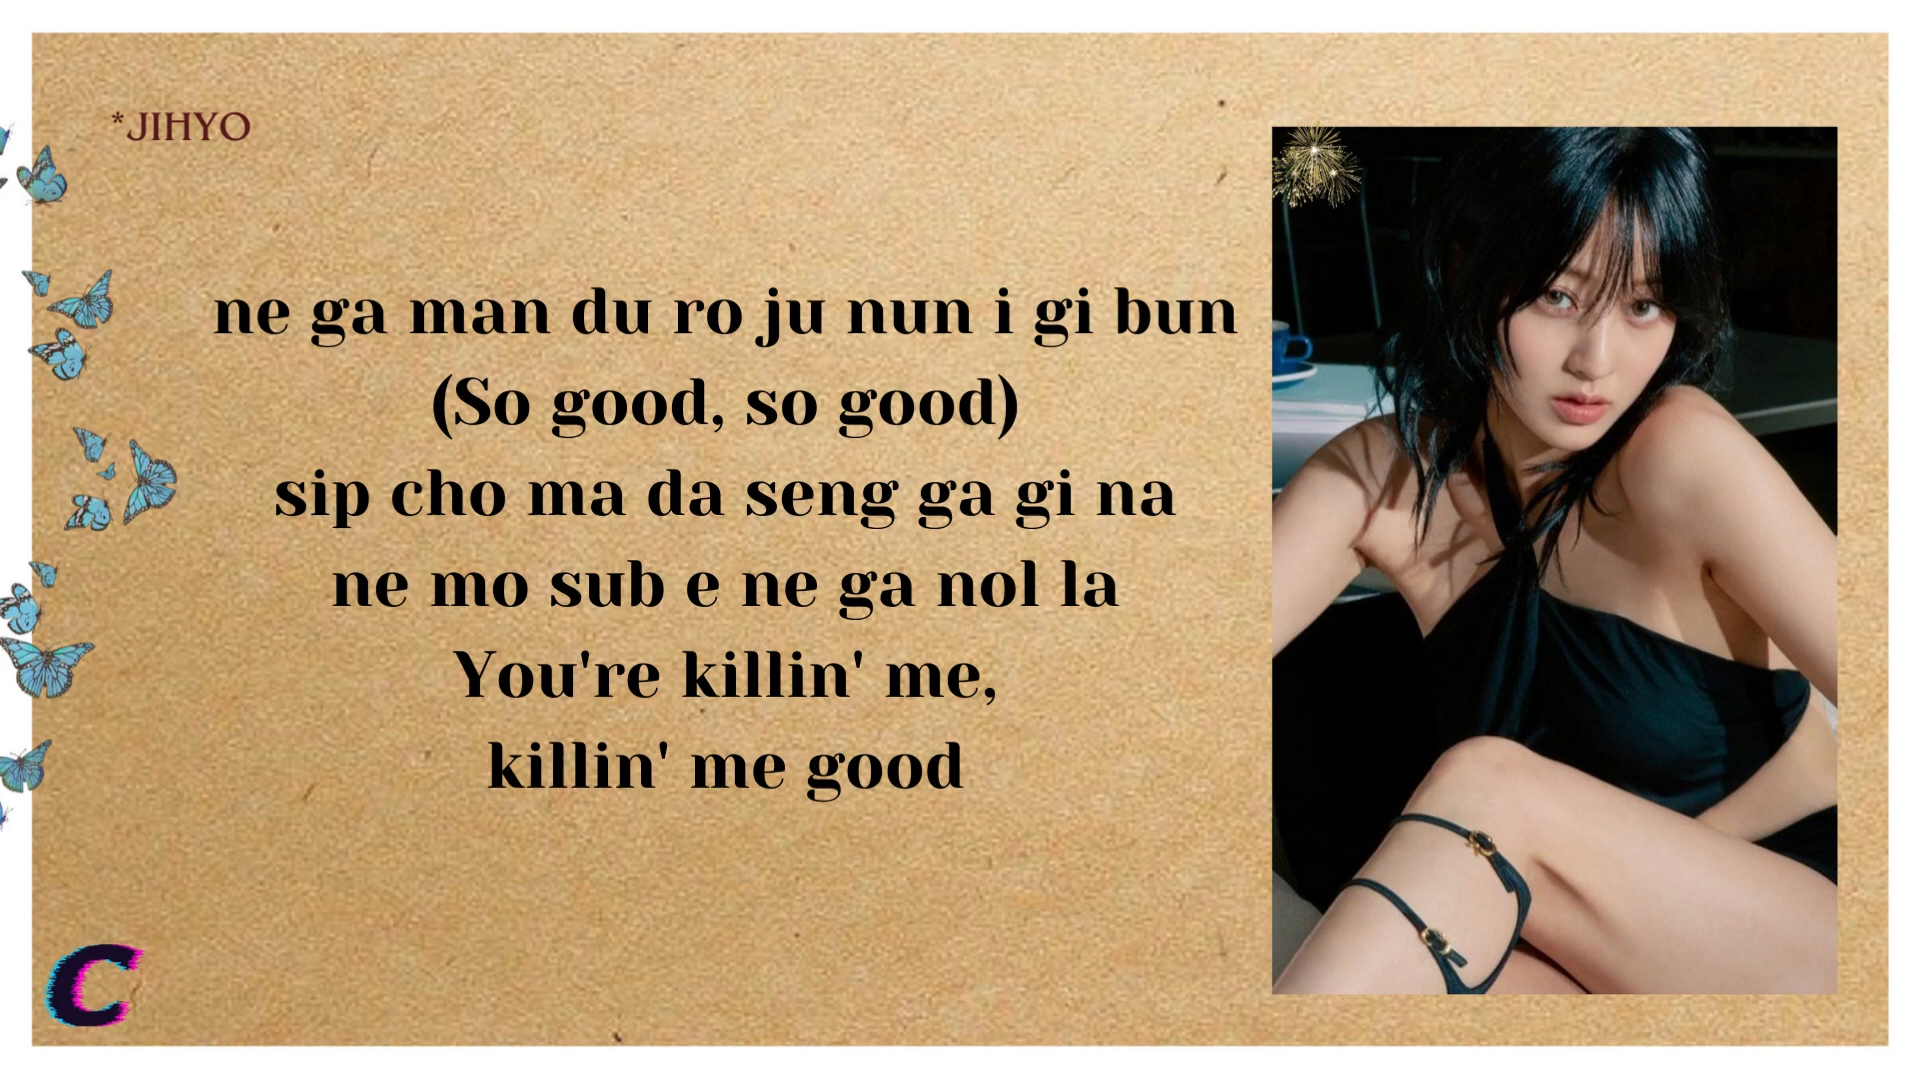 *JIHYO
ne ga man du ro ju nun i gi bun
(So good, so good)
sip cho ma da seng ga gi na
ne mo sub e ne ga nol la
You're killin' me,
killin' me good
C